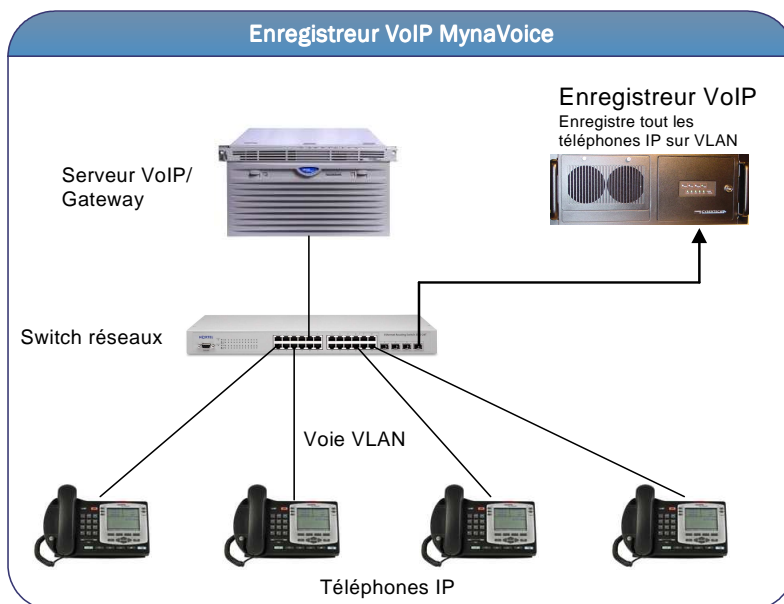 Enregistreur VoIP MynaVoice
Enregistreur VoIP
Enregistre tout les
téléphones IP sur VLAN
Serveur VoIP/
Gateway
Switch réseaux
Voie VLAN
Téléphones IP